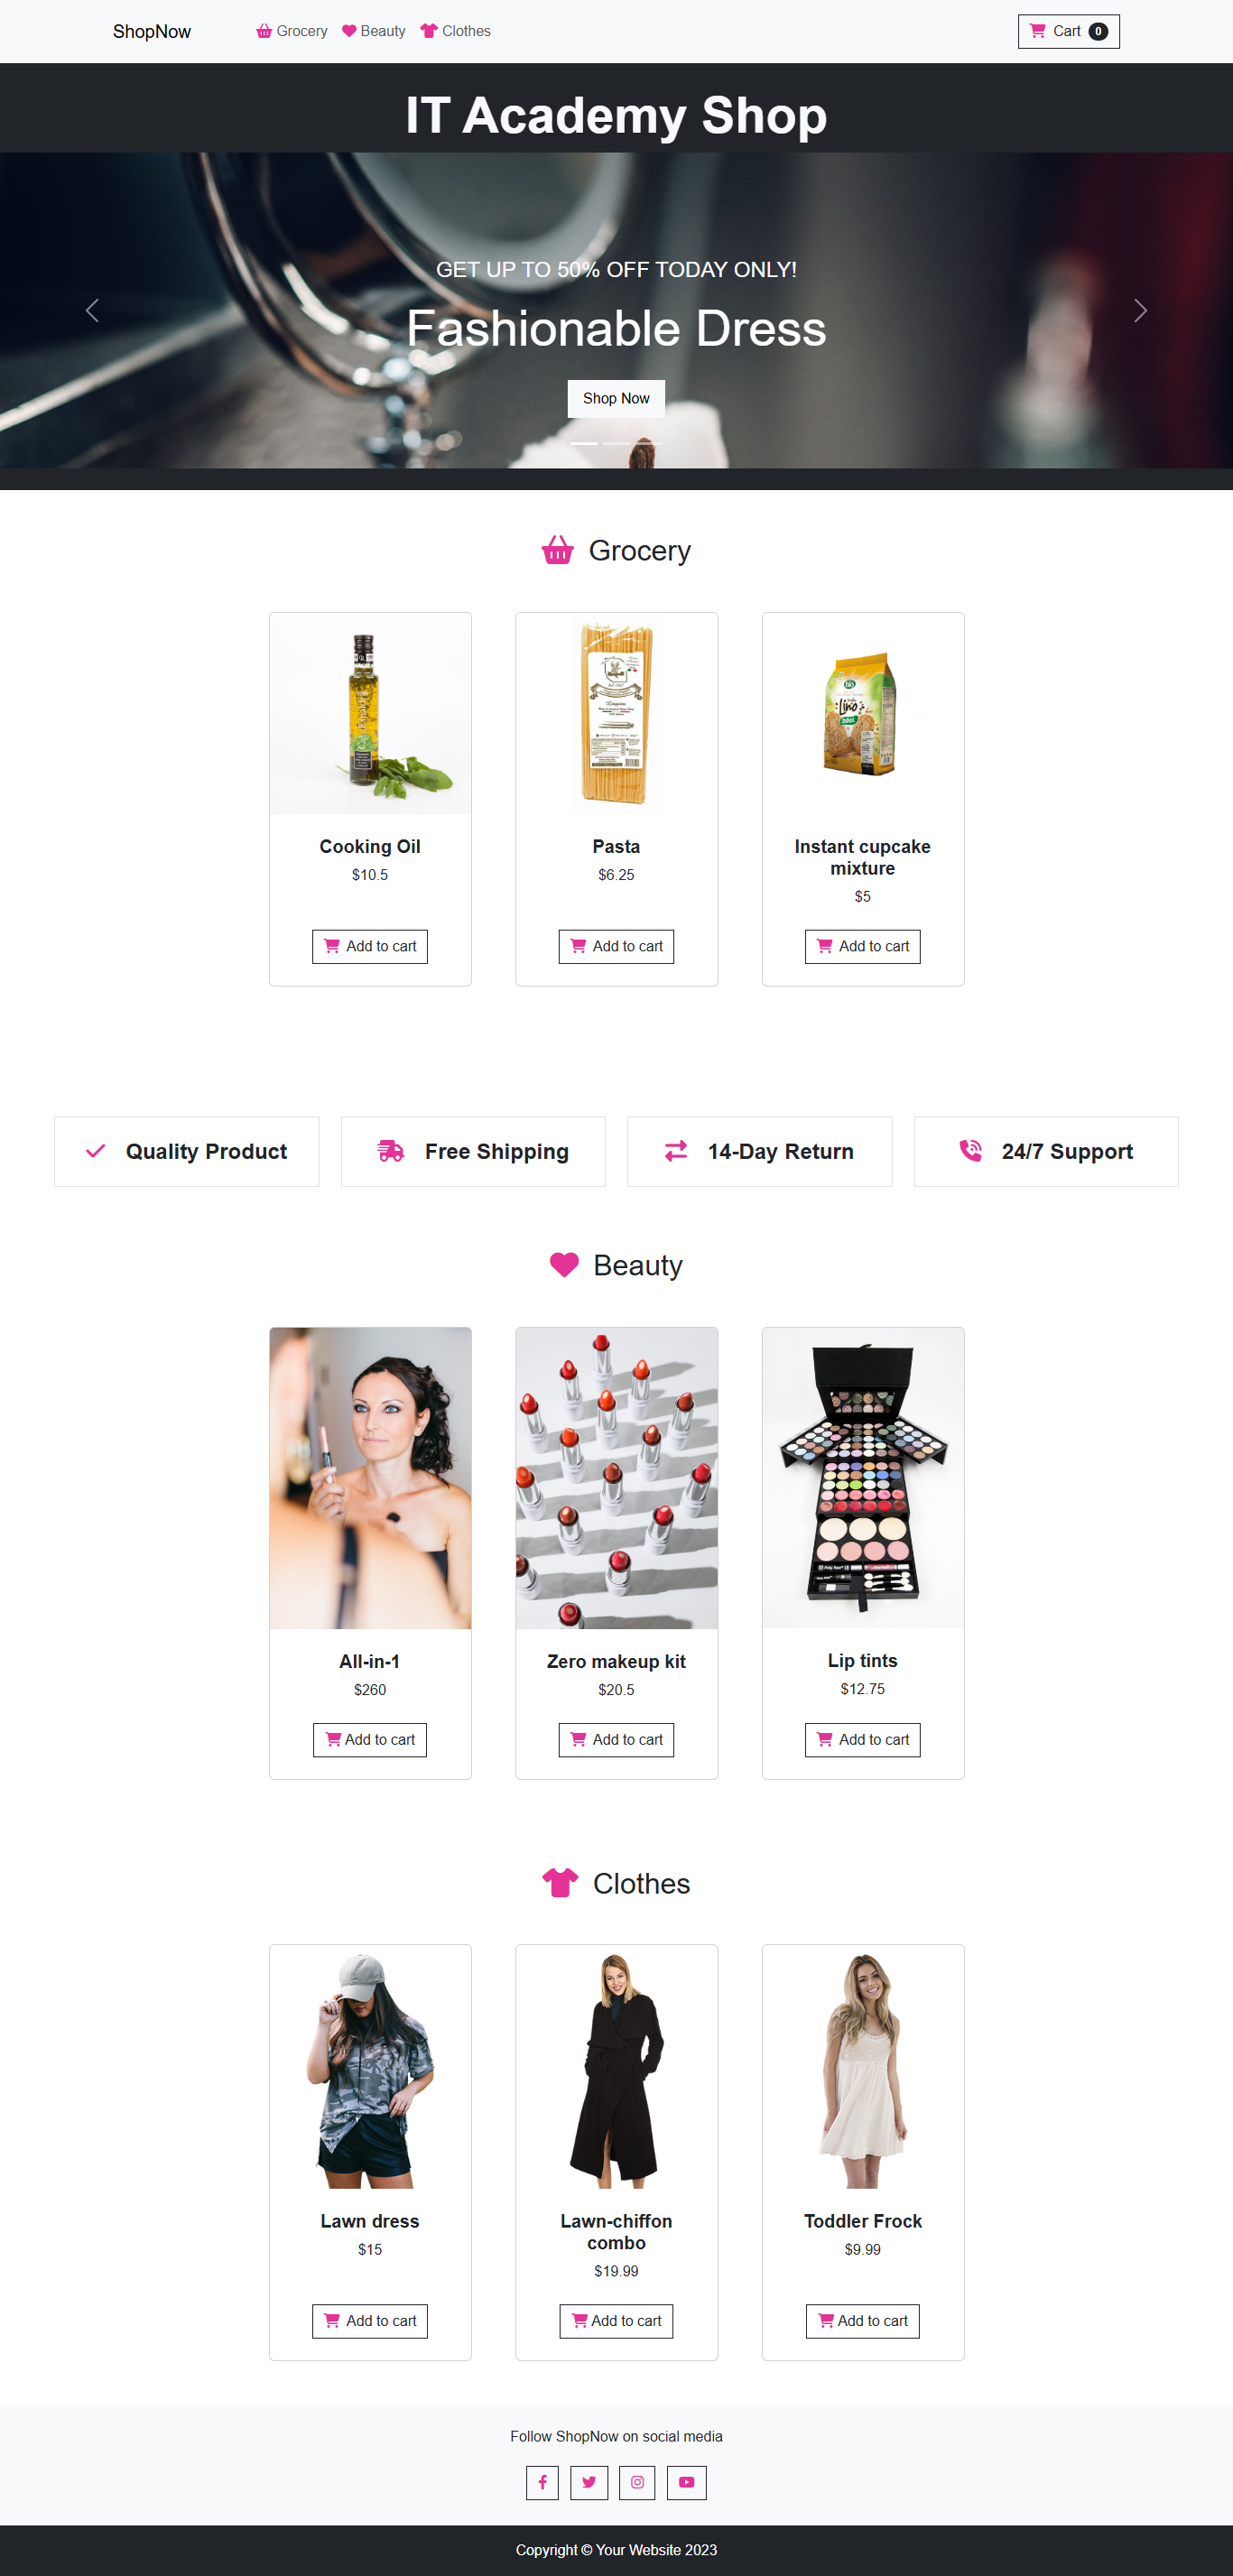 ShopNow
Grocery
Beauty
Clothes
Cart 0
IT Academy Shop
GET UP TO 50% OFF TODAY ONLY!
Fashionable Dress
Shop Now
Grocery
Lino
Cooking Oil
$10.5
Add to cart
Pasta
$6.25
Add to cart
Instant cupcake
mixture
$5
Add to cart
Quality Product
Free Shipping
14-Day Return
24/7 Support
Beauty
All-in-1
$260
Add to cart
Zero makeup kit
$20.5
Add to cart
Lip tints
$12.75
Add to cart
Clothes
Lawn dress
$15
Add to cart
Lawn-chiffon
combo
$19.99
Add to cart
Toddler Frock
$9.99
Add to cart
Follow ShopNow on social media
Copyright © Your Website 2023